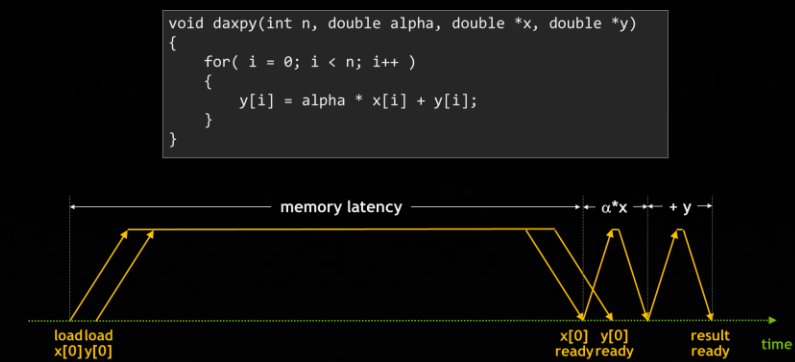 void daxpy(int n, double alpha, double *x, double *y)
{
for( i = 0; i < n; i++ )
{
y[i] = alpha * x[i] + y[i];
}
}
memory latency
α*x
+ y
load load
x[0] y[0]
x[0] y[0]
ready ready
result
ready
time